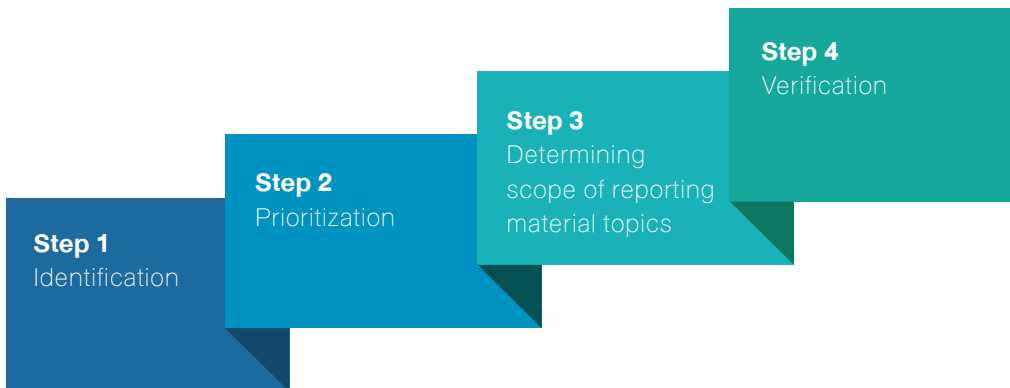 Step 1
Identification
Step 2
Prioritization
Step 3
Determining
scope of reporting
material topics
Step 4
Verification